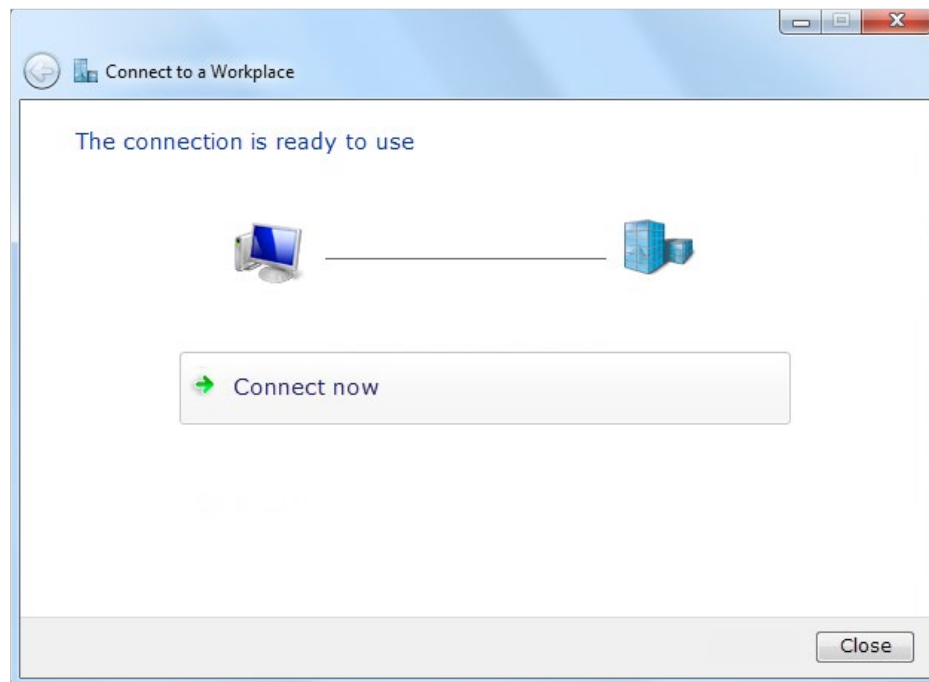 Connect to a Workplace
The connection is ready to use
Connect now
Close